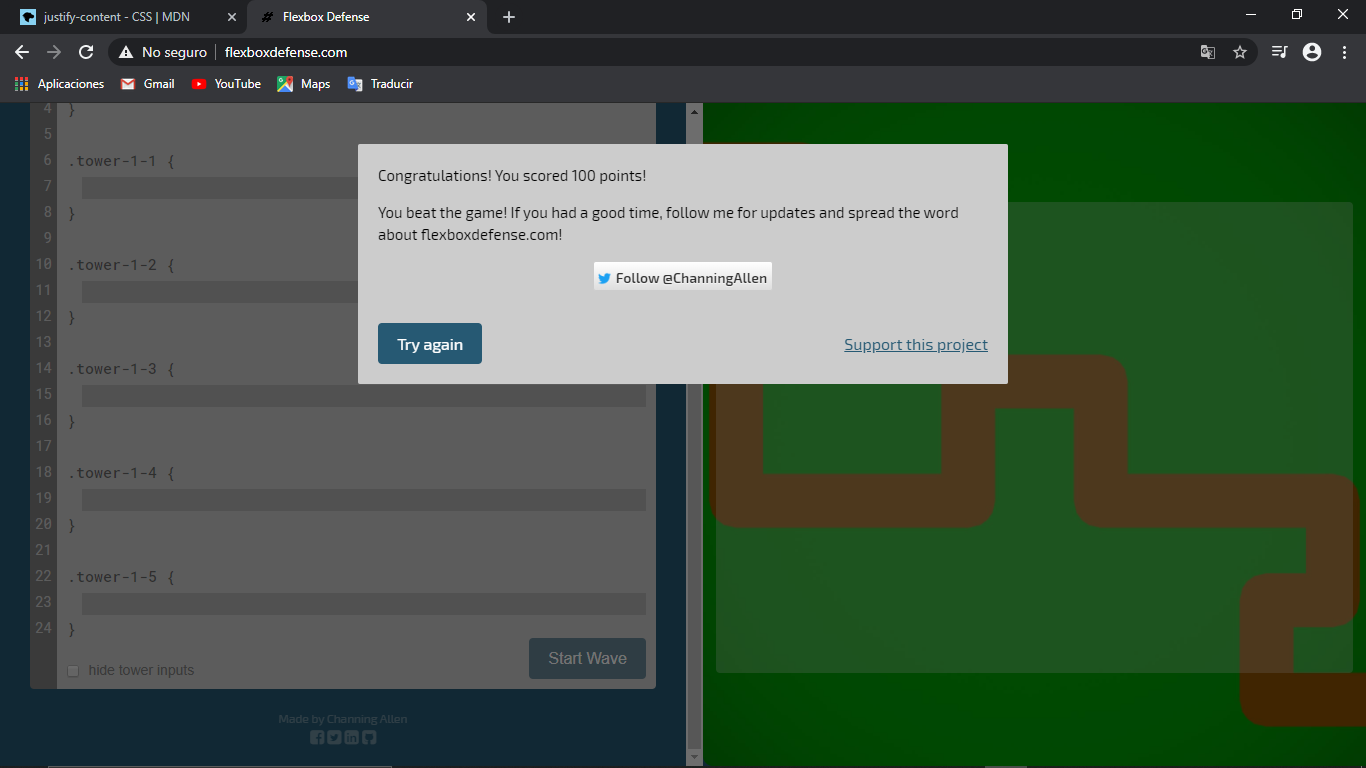 justify-content - CSS | MDN
Flexbox Defense
No seguro
flexboxdefense.com
Aplicaciones
Gmail
YouTube
Maps
Traducir
4 }
5
6 .tower-1-1 {
7
8 }
9
10 .tower-1-2 {
11
12 }
13
14 .tower-1-3 {
15
16 }
17
18 .tower-1-4 {
19
20 }
21
22 .tower-1-5 {
23
24 }
hide tower inputs
Start Wave
Made by Channing Allen
Congratulations! You scored 100 points!
You beat the game! If you had a good time, follow me for updates and spread the word
about flexboxdefense.com!
Follow @ChanningAllen
Try again
Support this project